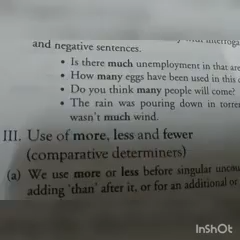 and negative sentences.
• Is there much unemployment in that
• How many eggs have been used in this
• Do you think many people will come?
• The rain was pouring down in
wasn't much wind.
III. Use of more, less and fewer
(comparative determiners)
(a) We use more or less before singular
adding 'than' after it, or for an additional or
InShOt